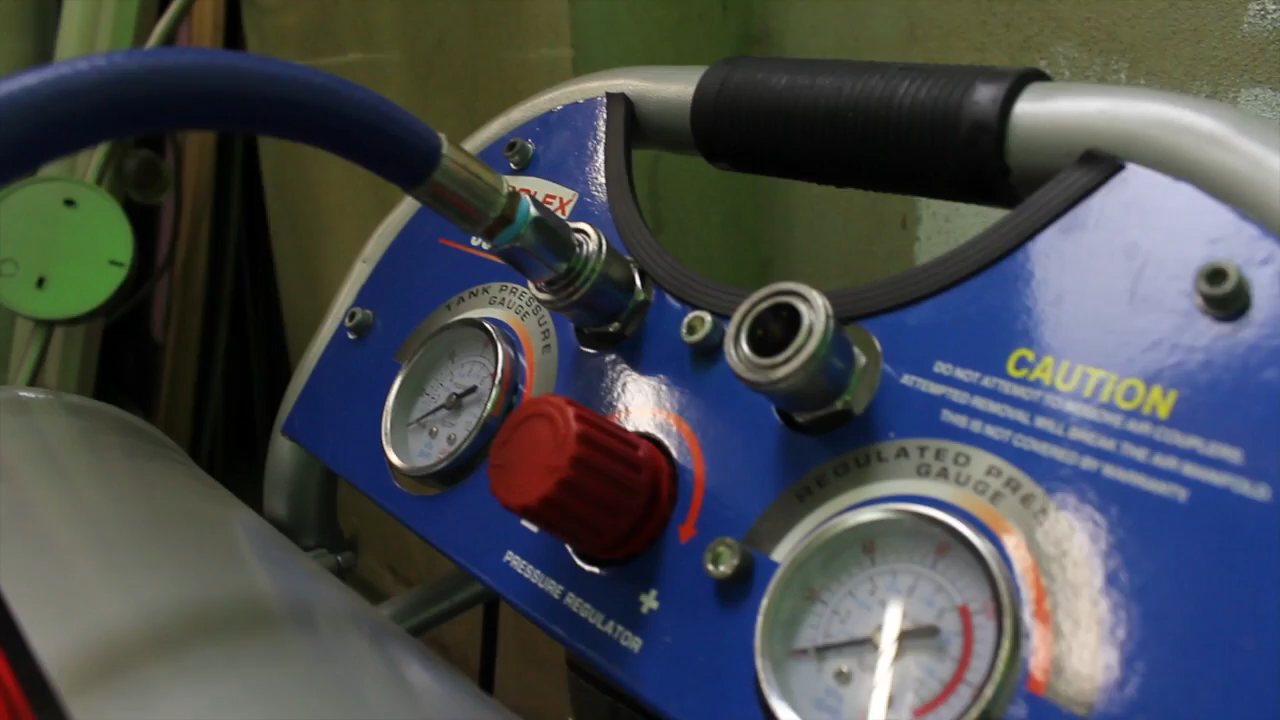 TANK PRESSURE
GAUGE
CAUTION
DO NOT ATTEMPT TO REMOVE AIR COUPLERS.
ATTEMPTED REMOVAL WILL BREAK THE AIR MANIFOLD
THIS IS NOT COVERED BY WARRANTY
REGULATED PRES
GAUGE
PRESSURE REGULATOR
+